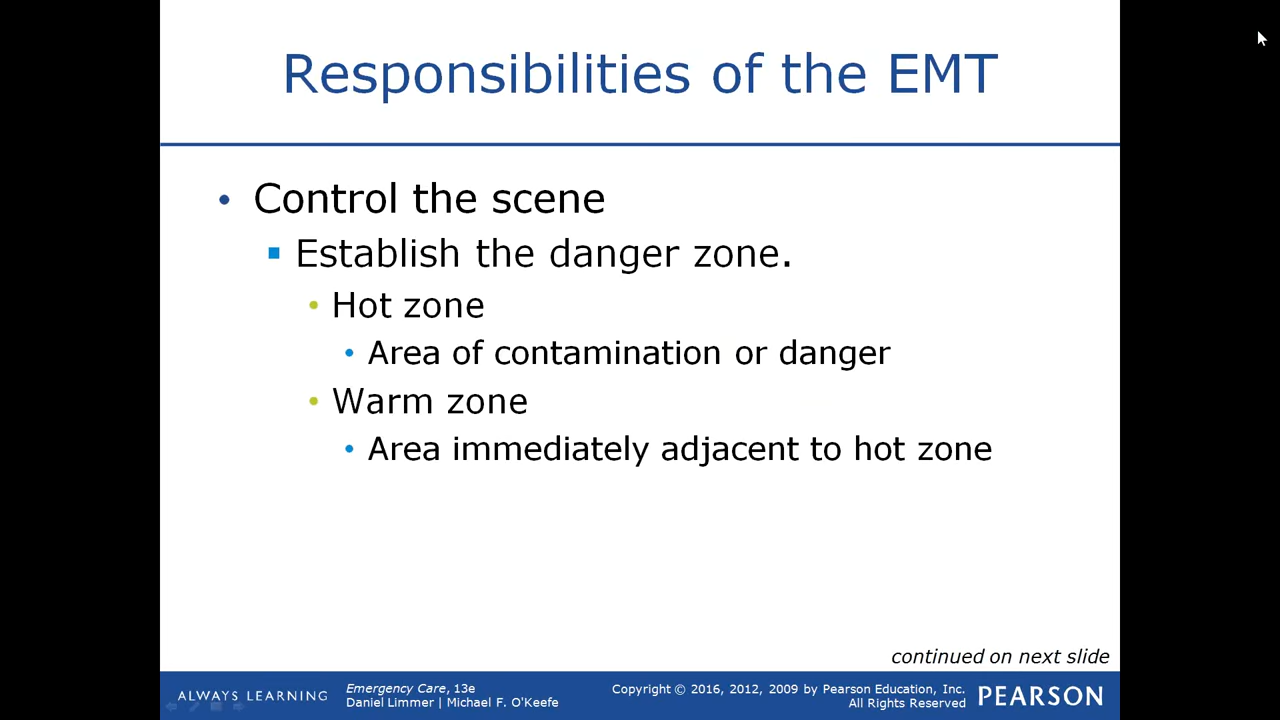 Responsibilities of the EMT
• Control the scene
▪ Establish the danger zone.
• Hot zone
• Area of contamination or danger
• Warm zone
• Area immediately adjacent to hot zone
continued on next slide
ALWAYS LEARNING
Emergency Care, 13e
Daniel Limmer | Michael F. O'Keefe
Copyright © 2016, 2012, 2009 by Pearson Education, Inc.
All Rights Reserved
PEARSON